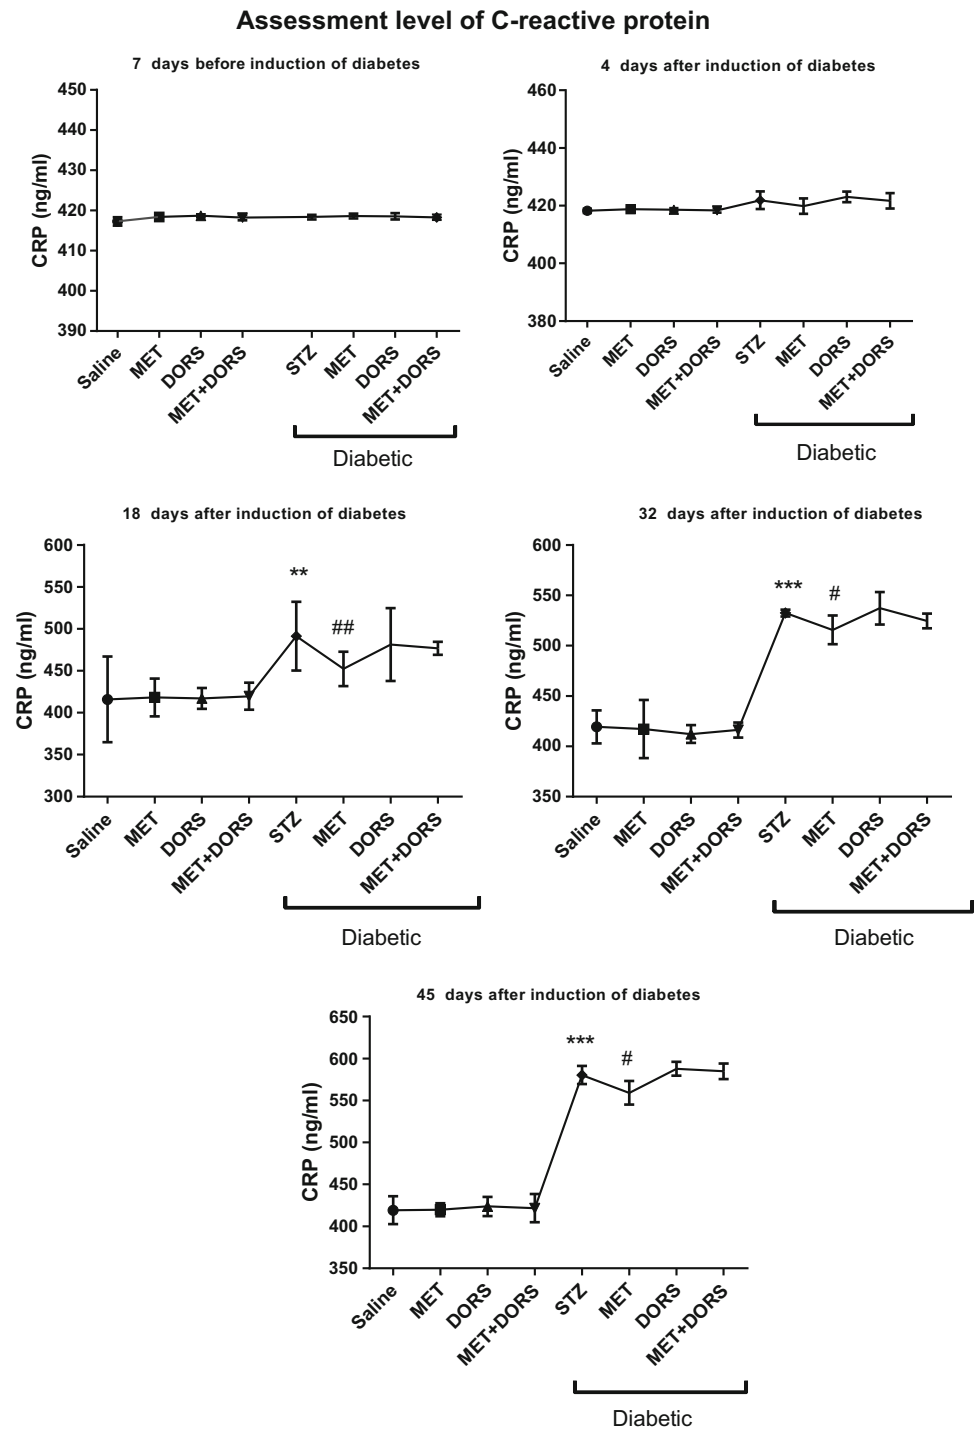 Assessment level of C-reactive protein
7 days before induction of diabetes
CRP (ng/ml)
450
440
430
420
410
400
390
Saline
MET
DORS
MET+DORS
STZ
MET
DORS
MET+DORS
Diabetic
4 days after induction of diabetes
CRP (ng/ml)
460
440
420
400
380
Saline
MET
DORS
MET+DORS
STZ
MET
DORS
MET+DORS
Diabetic
18 days after induction of diabetes
CRP (ng/ml)
600
550
500
450
400
350
300
**
##
Saline
MET
DORS
MET+DORS
STZ
MET
DORS
MET+DORS
Diabetic
32 days after induction of diabetes
CRP (ng/ml)
600
550
500
450
400
350
***
#
Saline
MET
DORS
MET+DORS
STZ
MET
DORS
MET+DORS
Diabetic
45 days after induction of diabetes
CRP (ng/ml)
650
600
550
500
450
400
350
***
#
Saline
MET
DORS
MET+DORS
STZ
MET
DORS
MET+DORS
Diabetic